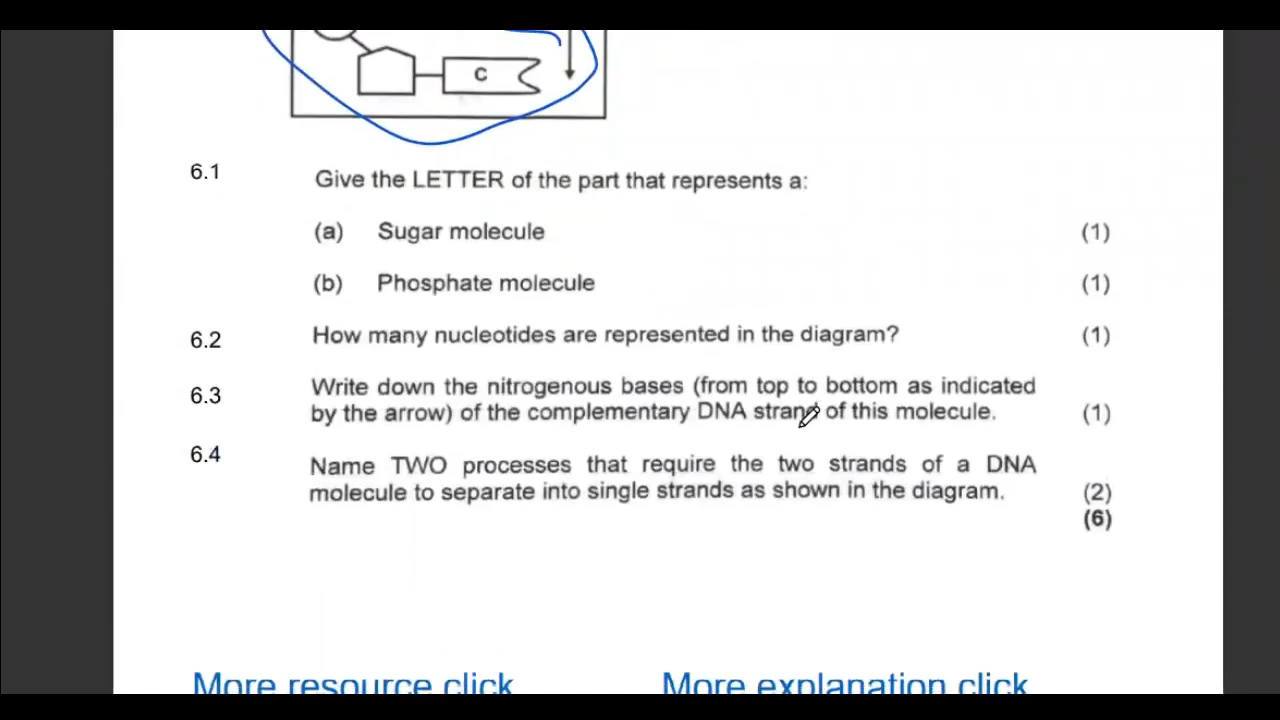 C
6.1 Give the LETTER of the part that represents a:
(a) Sugar molecule (1)
(b) Phosphate molecule (1)
6.2 How many nucleotides are represented in the diagram? (1)
6.3 Write down the nitrogenous bases (from top to bottom as indicated
by the arrow) of the complementary DNA strand of this molecule. (1)
6.4 Name TWO processes that require the two strands of a DNA
molecule to separate into single strands as shown in the diagram. (2)
(6)
More resource click More explanation click